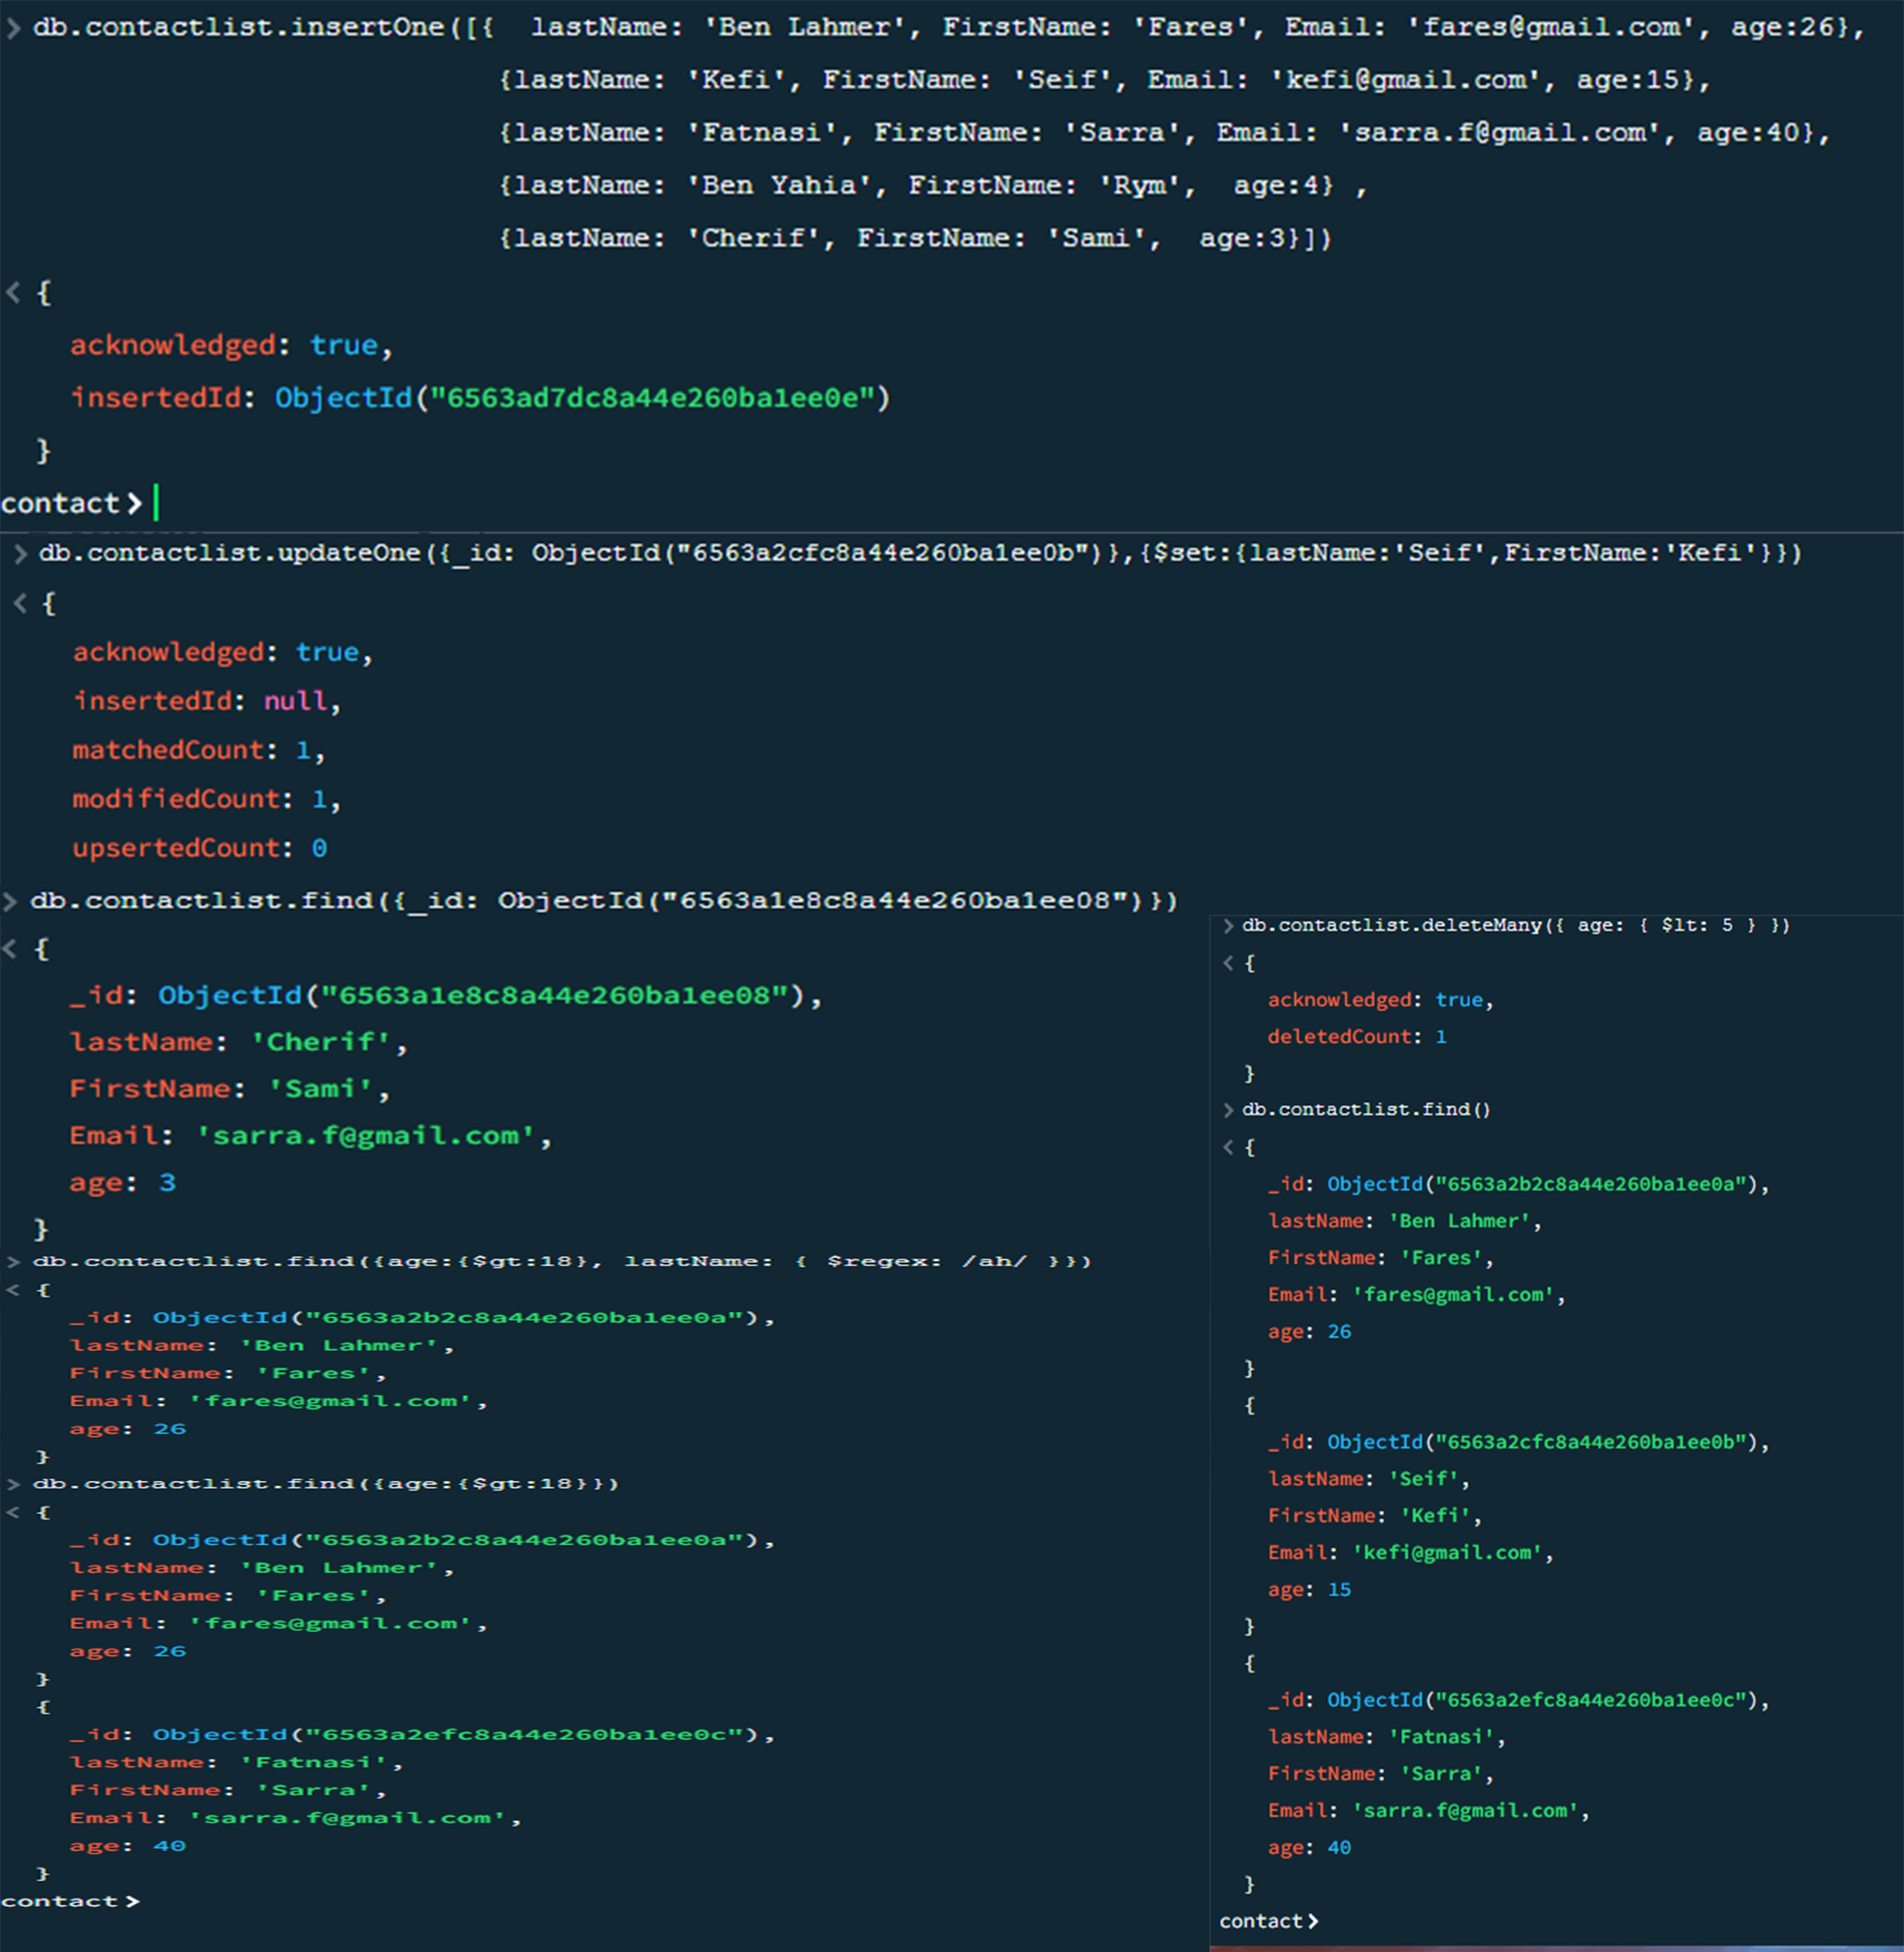 > db.contactlist.insertOne([{  lastName: 'Ben Lahmer', FirstName: 'Fares', Email: 'fares@gmail.com', age:26},
{lastName: 'Kefi', FirstName: 'Seif', Email: 'kefi@gmail.com', age:15},
{lastName: 'Fatnasi', FirstName: 'Sarra', Email: 'sarra.f@gmail.com', age:40},
{lastName: 'Ben Yahia', FirstName: 'Rym',  age:4} ,
{lastName: 'Cherif', FirstName: 'Sami',  age:3}])
< {
acknowledged: true,
insertedId: ObjectId("6563ad7dc8a44e260ba1ee0e")
}
contact>
> db.contactlist.updateOne({_id: ObjectId("6563a2cfc8a44e260ba1ee0b")},{$set:{lastName:'Seif',FirstName:'Kefi'}})
< {
acknowledged: true,
insertedId: null,
matchedCount: 1,
modifiedCount: 1,
upsertedCount: 0
> db.contactlist.find({_id: ObjectId("6563a1e8c8a44e260ba1ee08")})
< {
_id: ObjectId("6563a1e8c8a44e260ba1ee08"),
lastName: 'Cherif',
FirstName: 'Sami',
Email: 'sarra.f@gmail.com',
age: 3
}
> db.contactlist.find({age:{$gt:18}, lastName: { $regex: /ah/ }})
< {
_id: ObjectId("6563a2b2c8a44e260ba1ee0a"),
lastName: 'Ben Lahmer',
FirstName: 'Fares',
Email: 'fares@gmail.com',
age: 26
}
> db.contactlist.find({age:{$gt:18}})
< {
_id: ObjectId("6563a2b2c8a44e260ba1ee0a"),
lastName: 'Ben Lahmer',
FirstName: 'Fares',
Email: 'fares@gmail.com',
age: 26
}
{
_id: ObjectId("6563a2efc8a44e260ba1ee0c"),
lastName: 'Fatnasi',
FirstName: 'Sarra',
Email: 'sarra.f@gmail.com',
age: 40
}
contact>
> db.contactlist.deleteMany({ age: { $lt: 5 } })
< {
acknowledged: true,
deletedCount: 1
}
> db.contactlist.find()
< {
_id: ObjectId("6563a2b2c8a44e260ba1ee0a"),
lastName: 'Ben Lahmer',
FirstName: 'Fares',
Email: 'fares@gmail.com',
age: 26
}
{
_id: ObjectId("6563a2cfc8a44e260ba1ee0b"),
lastName: 'Seif',
FirstName: 'Kefi',
Email: 'kefi@gmail.com',
age: 15
}
{
_id: ObjectId("6563a2efc8a44e260ba1ee0c"),
lastName: 'Fatnasi',
FirstName: 'Sarra',
Email: 'sarra.f@gmail.com',
age: 40
}
contact>